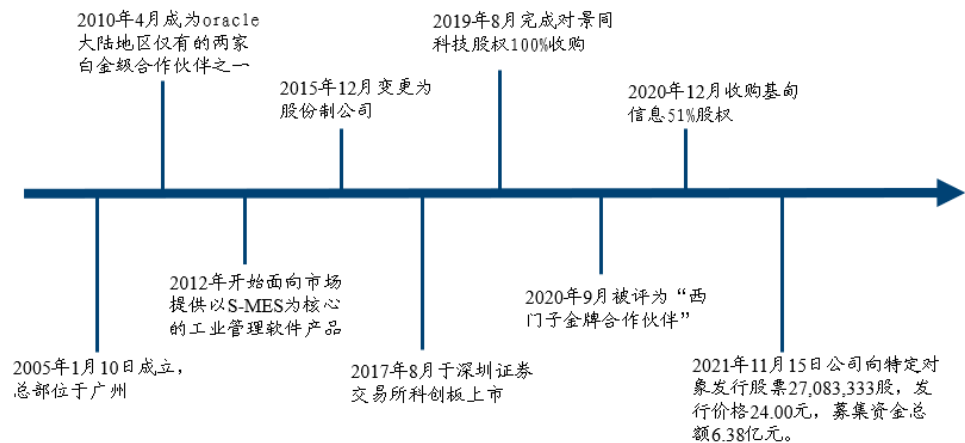 2010年4月成为oracle
大陆地区仅有的两家
白金级合作伙伴之一
2019年8月完成对景同
科技股权100%收购
2015年12月变更为
股份制公司
2020年12月收购基甸
信息51%股权
2012年开始面向市场
提供以S-MES为核心
的工业管理软件产品
2020年9月被评为“西
门子金牌合作伙伴”
2005年1月10日成立，
总部位于广州
2017年8月于深圳证券
交易所科创板上市
2021年11月15日公司向特定对
象发行股票27,083,333股，发
行价格24.00元，募集资金总
额6.38亿元。